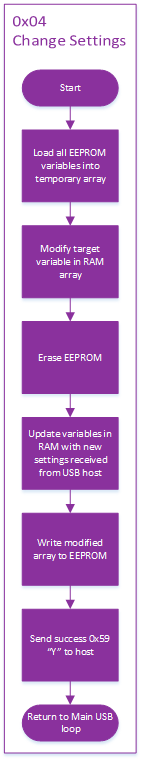 0x04
Change Settings
Start
Load all EEPROM
variables into
temporary array
Modify target
variable in RAM
array
Erase EEPROM
Update variables in
RAM with new
settings received
from USB host
Write modified
array to EEPROM
Send success 0x59
“Y” to host
Return to Main USB
loop